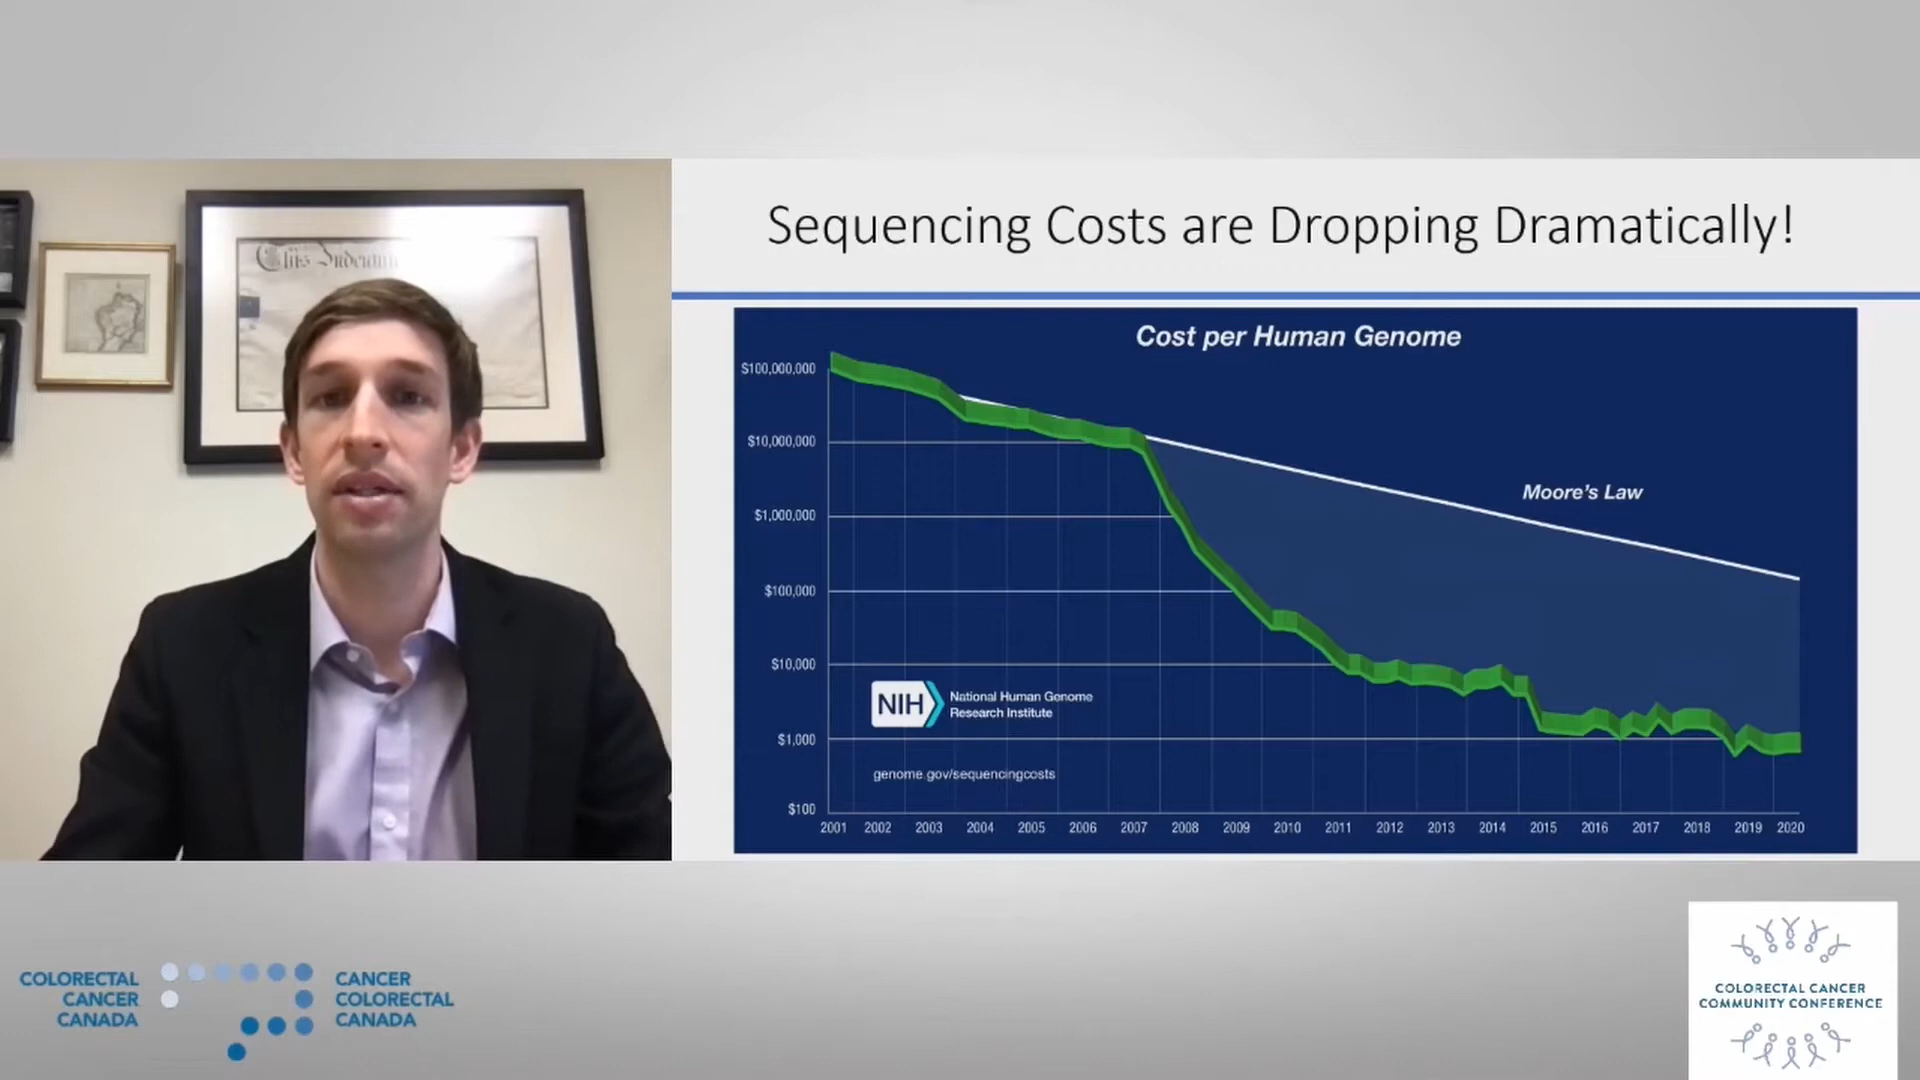 Sequencing Costs are Dropping Dramatically!
Cost per Human Genome
$100,000,000
$10,000,000
$1,000,000
$100,000
$10,000
$1,000
$100
Moore's Law
NIH
National Human Genome
Research Institute
genome.gov/sequencingcosts
2001 2002 2003 2004 2005 2006 2007 2008 2009 2010 2011 2012 2013 2014 2015 2016 2017 2018 2019 2020
COLORECTAL
CANCER
CANADA
CANCER
COLORECTAL
CANADA
COLORECTAL CANCER
COMMUNITY CONFERENCE